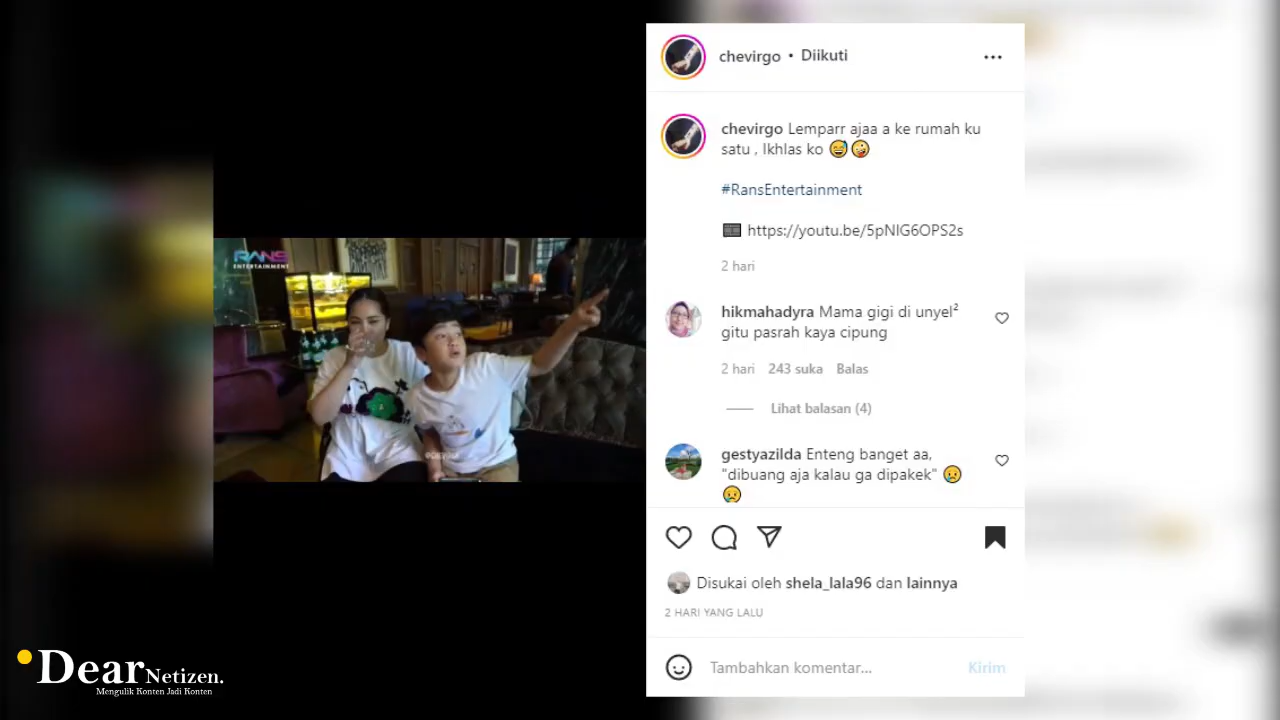 RANS
ENTERTAINMENT
Dear Netizen.
Mengulik Konten Jadi Konten
chevirgo • Diikuti
chevirgo Lemparr ajaa a ke rumah ku
satu , Ikhlas ko 😅🤪
#RansEntertainment
https://youtu.be/5pNIG6OPS2s
2 hari
hikmahadyra Mama gigi di unyel²
gitu pasrah kaya cipung
2 hari 243 suka Balas
Lihat balasan (4)
gestyazilda Enteng banget aa,
"dibuang aja kalau ga dipakek" 😢
😢
Disukai oleh shela_lala96 dan lainnya
2 HARI YANG LALU
Tambahkan komentar... Kirim